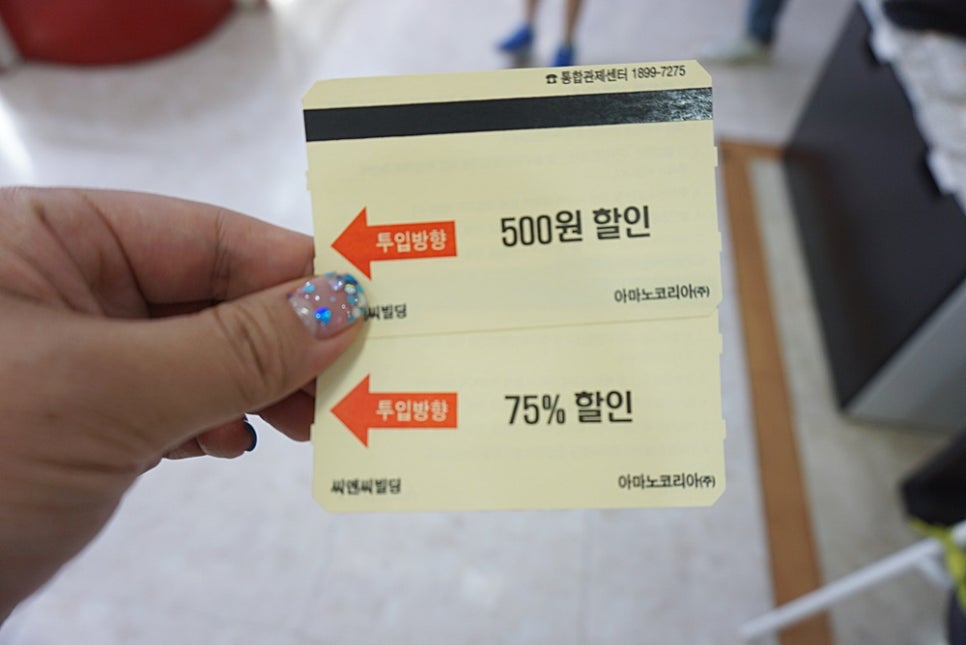 ☎통합관제센터 1899-7275
투입방향
500원 할인
씨빌딩
아마노코리아(주)
투입방향
75% 할인
씨앤씨빌딩
아마노코리아(주)